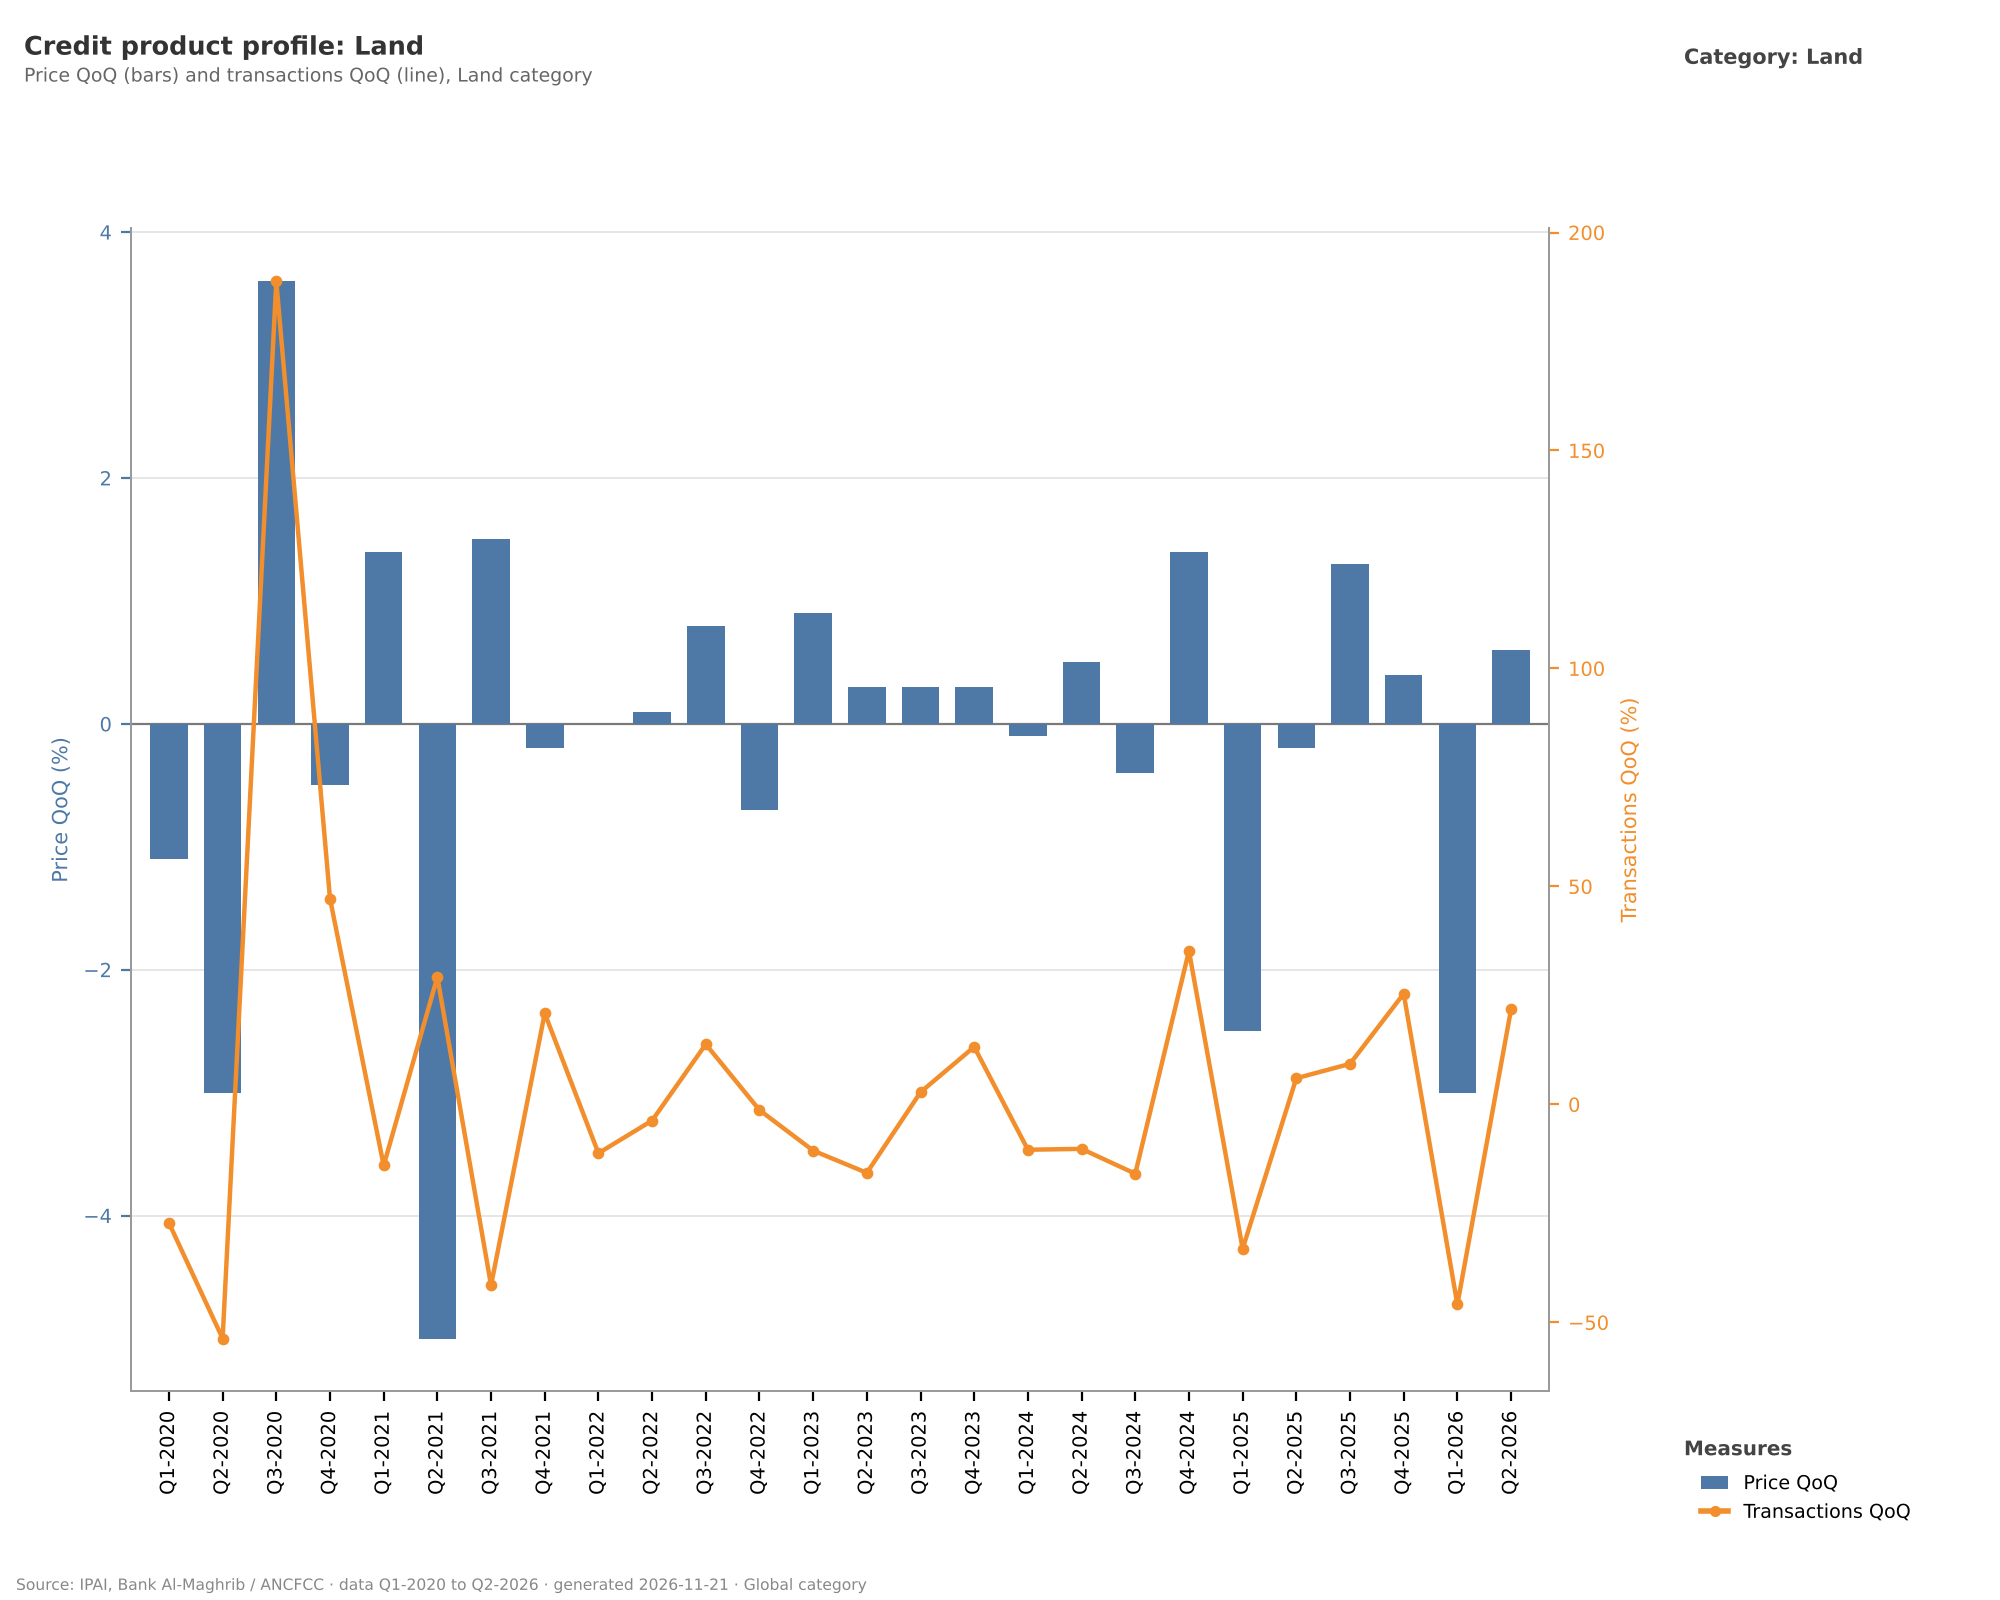 Credit product profile: Land
Price QoQ (bars) and transactions QoQ (line), Land category
Category: Land
4
2
0
−2
−4
Price QoQ (%)
200
150
100
50
0
−50
Transactions QoQ (%)
Q1-2020
Q2-2020
Q3-2020
Q4-2020
Q1-2021
Q2-2021
Q3-2021
Q4-2021
Q1-2022
Q2-2022
Q3-2022
Q4-2022
Q1-2023
Q2-2023
Q3-2023
Q4-2023
Q1-2024
Q2-2024
Q3-2024
Q4-2024
Q1-2025
Q2-2025
Q3-2025
Q4-2025
Q1-2026
Q2-2026
Measures
Price QoQ
Transactions QoQ
Source: IPAI, Bank Al-Maghrib / ANCFCC · data Q1-2020 to Q2-2026 · generated 2026-11-21 · Global category